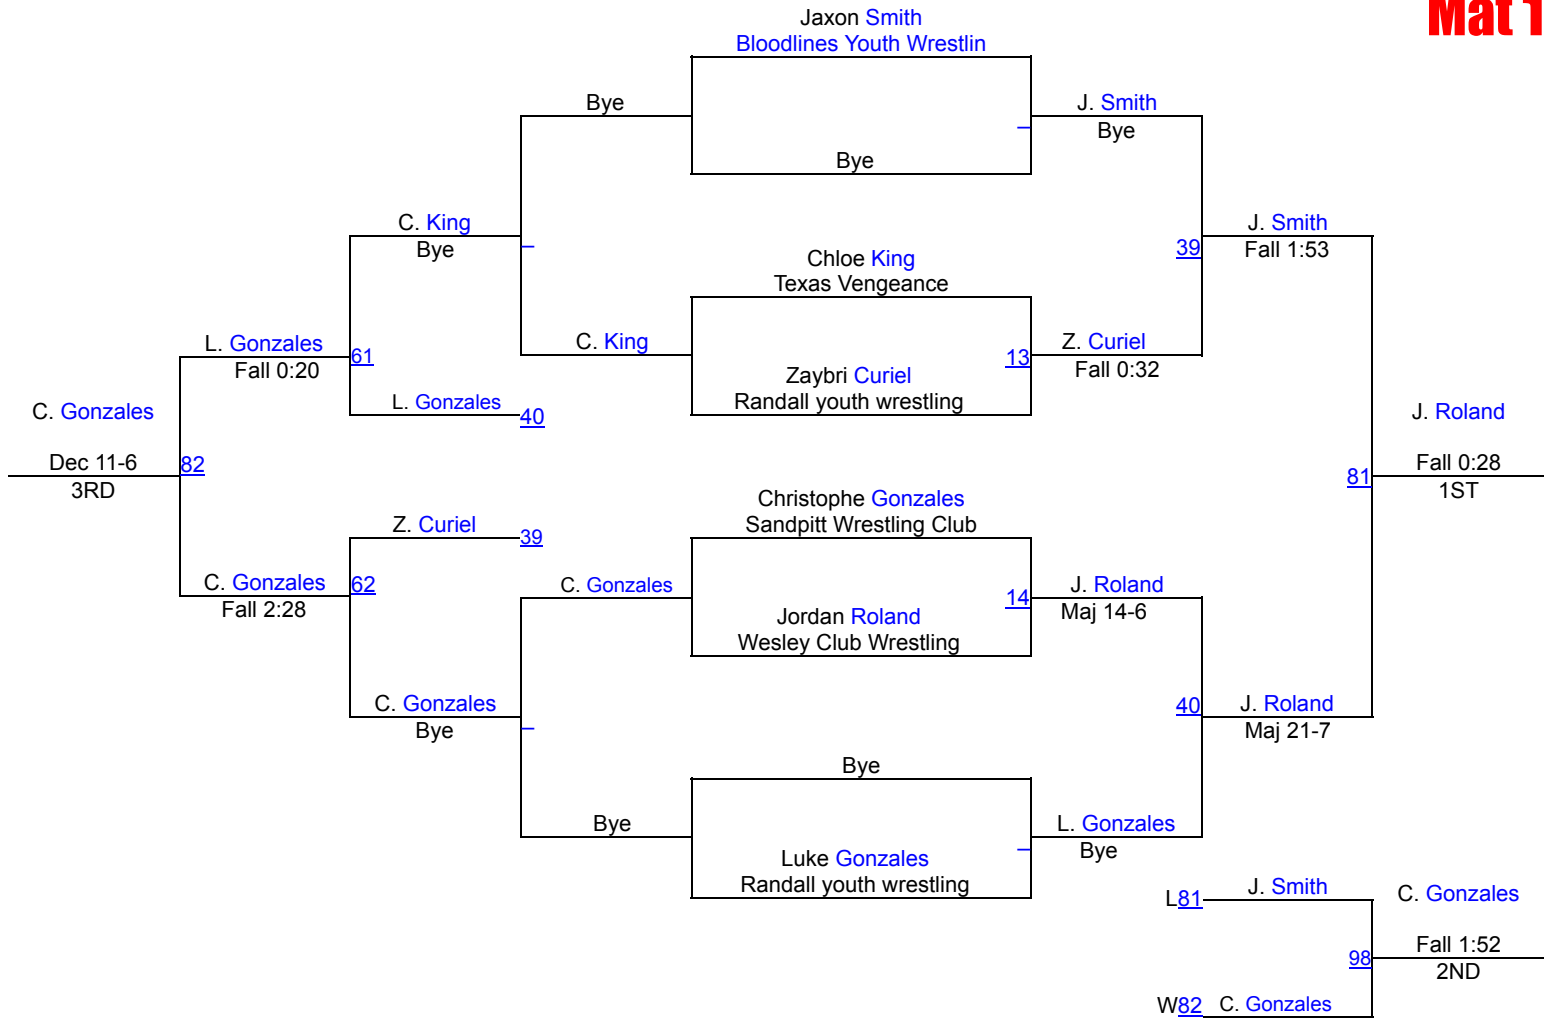 Mat 1
Jaxon Smith
Bloodlines Youth Wrestlin
Bye
J. Smith
Bye
Bye
C. King
Bye
J. Smith
39
Fall 1:53
Chloe King
Texas Vengeance
L. Gonzales
61
Fall 0:20
C. King
13
Z. Curiel
Fall 0:32
Zaybri Curiel
Randall youth wrestling
L. Gonzales
40
C. Gonzales
Dec 11-6
82
3RD
J. Roland
Fall 0:28
81
1ST
Christophe Gonzales
Sandpitt Wrestling Club
Z. Curiel
39
C. Gonzales
62
Fall 2:28
C. Gonzales
14
J. Roland
Maj 14-6
Jordan Roland
Wesley Club Wrestling
C. Gonzales
Bye
40
J. Roland
Maj 21-7
Bye
Bye
L. Gonzales
Bye
Luke Gonzales
Randall youth wrestling
L81
J. Smith
C. Gonzales
Fall 1:52
98
2ND
W82
C. Gonzales